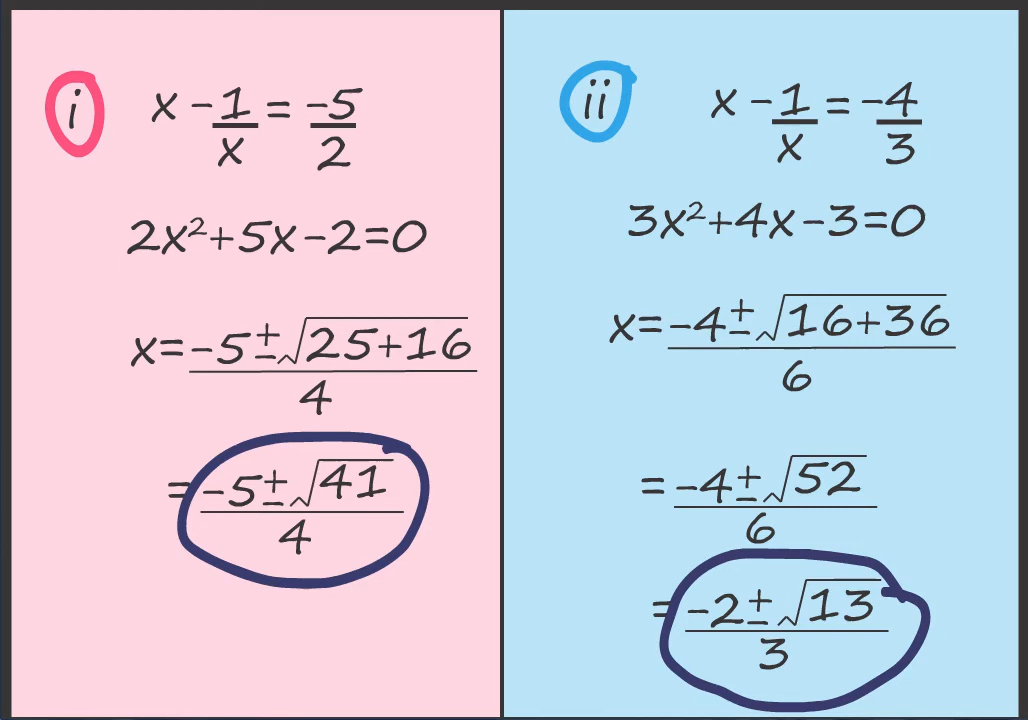 i
x - 1/x = -5/2
2x²+5x-2=0
x= (-5±√25+16)/4
= (-5±√41)/4
ii
x - 1/x = -4/3
3x²+4x-3=0
x= (-4±√16+36)/6
= (-4±√52)/6
= (-2±√13)/3